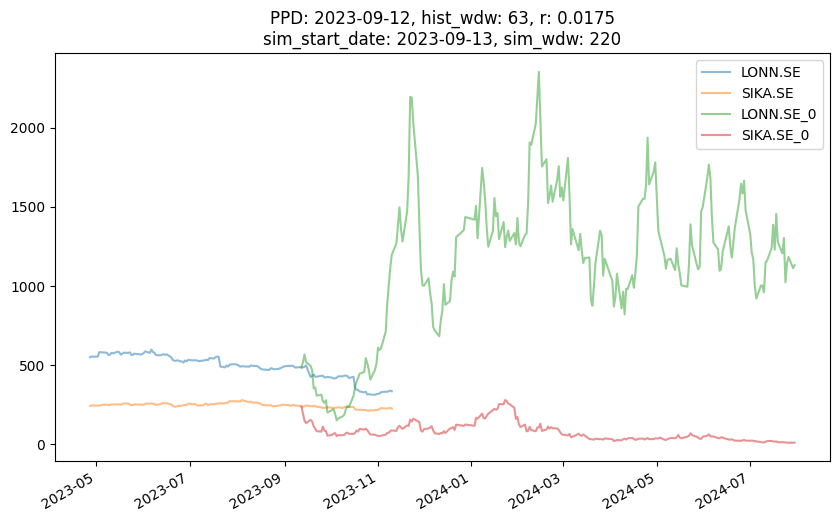 PPD: 2023-09-12, hist_wdw: 63, r: 0.0175
sim_start_date: 2023-09-13, sim_wdw: 220
LONN.SE
SIKA.SE
LONN.SE_0
SIKA.SE_0
2000
1500
1000
500
0
2023-05
2023-07
2023-09
2023-11
2024-01
2024-03
2024-05
2024-07